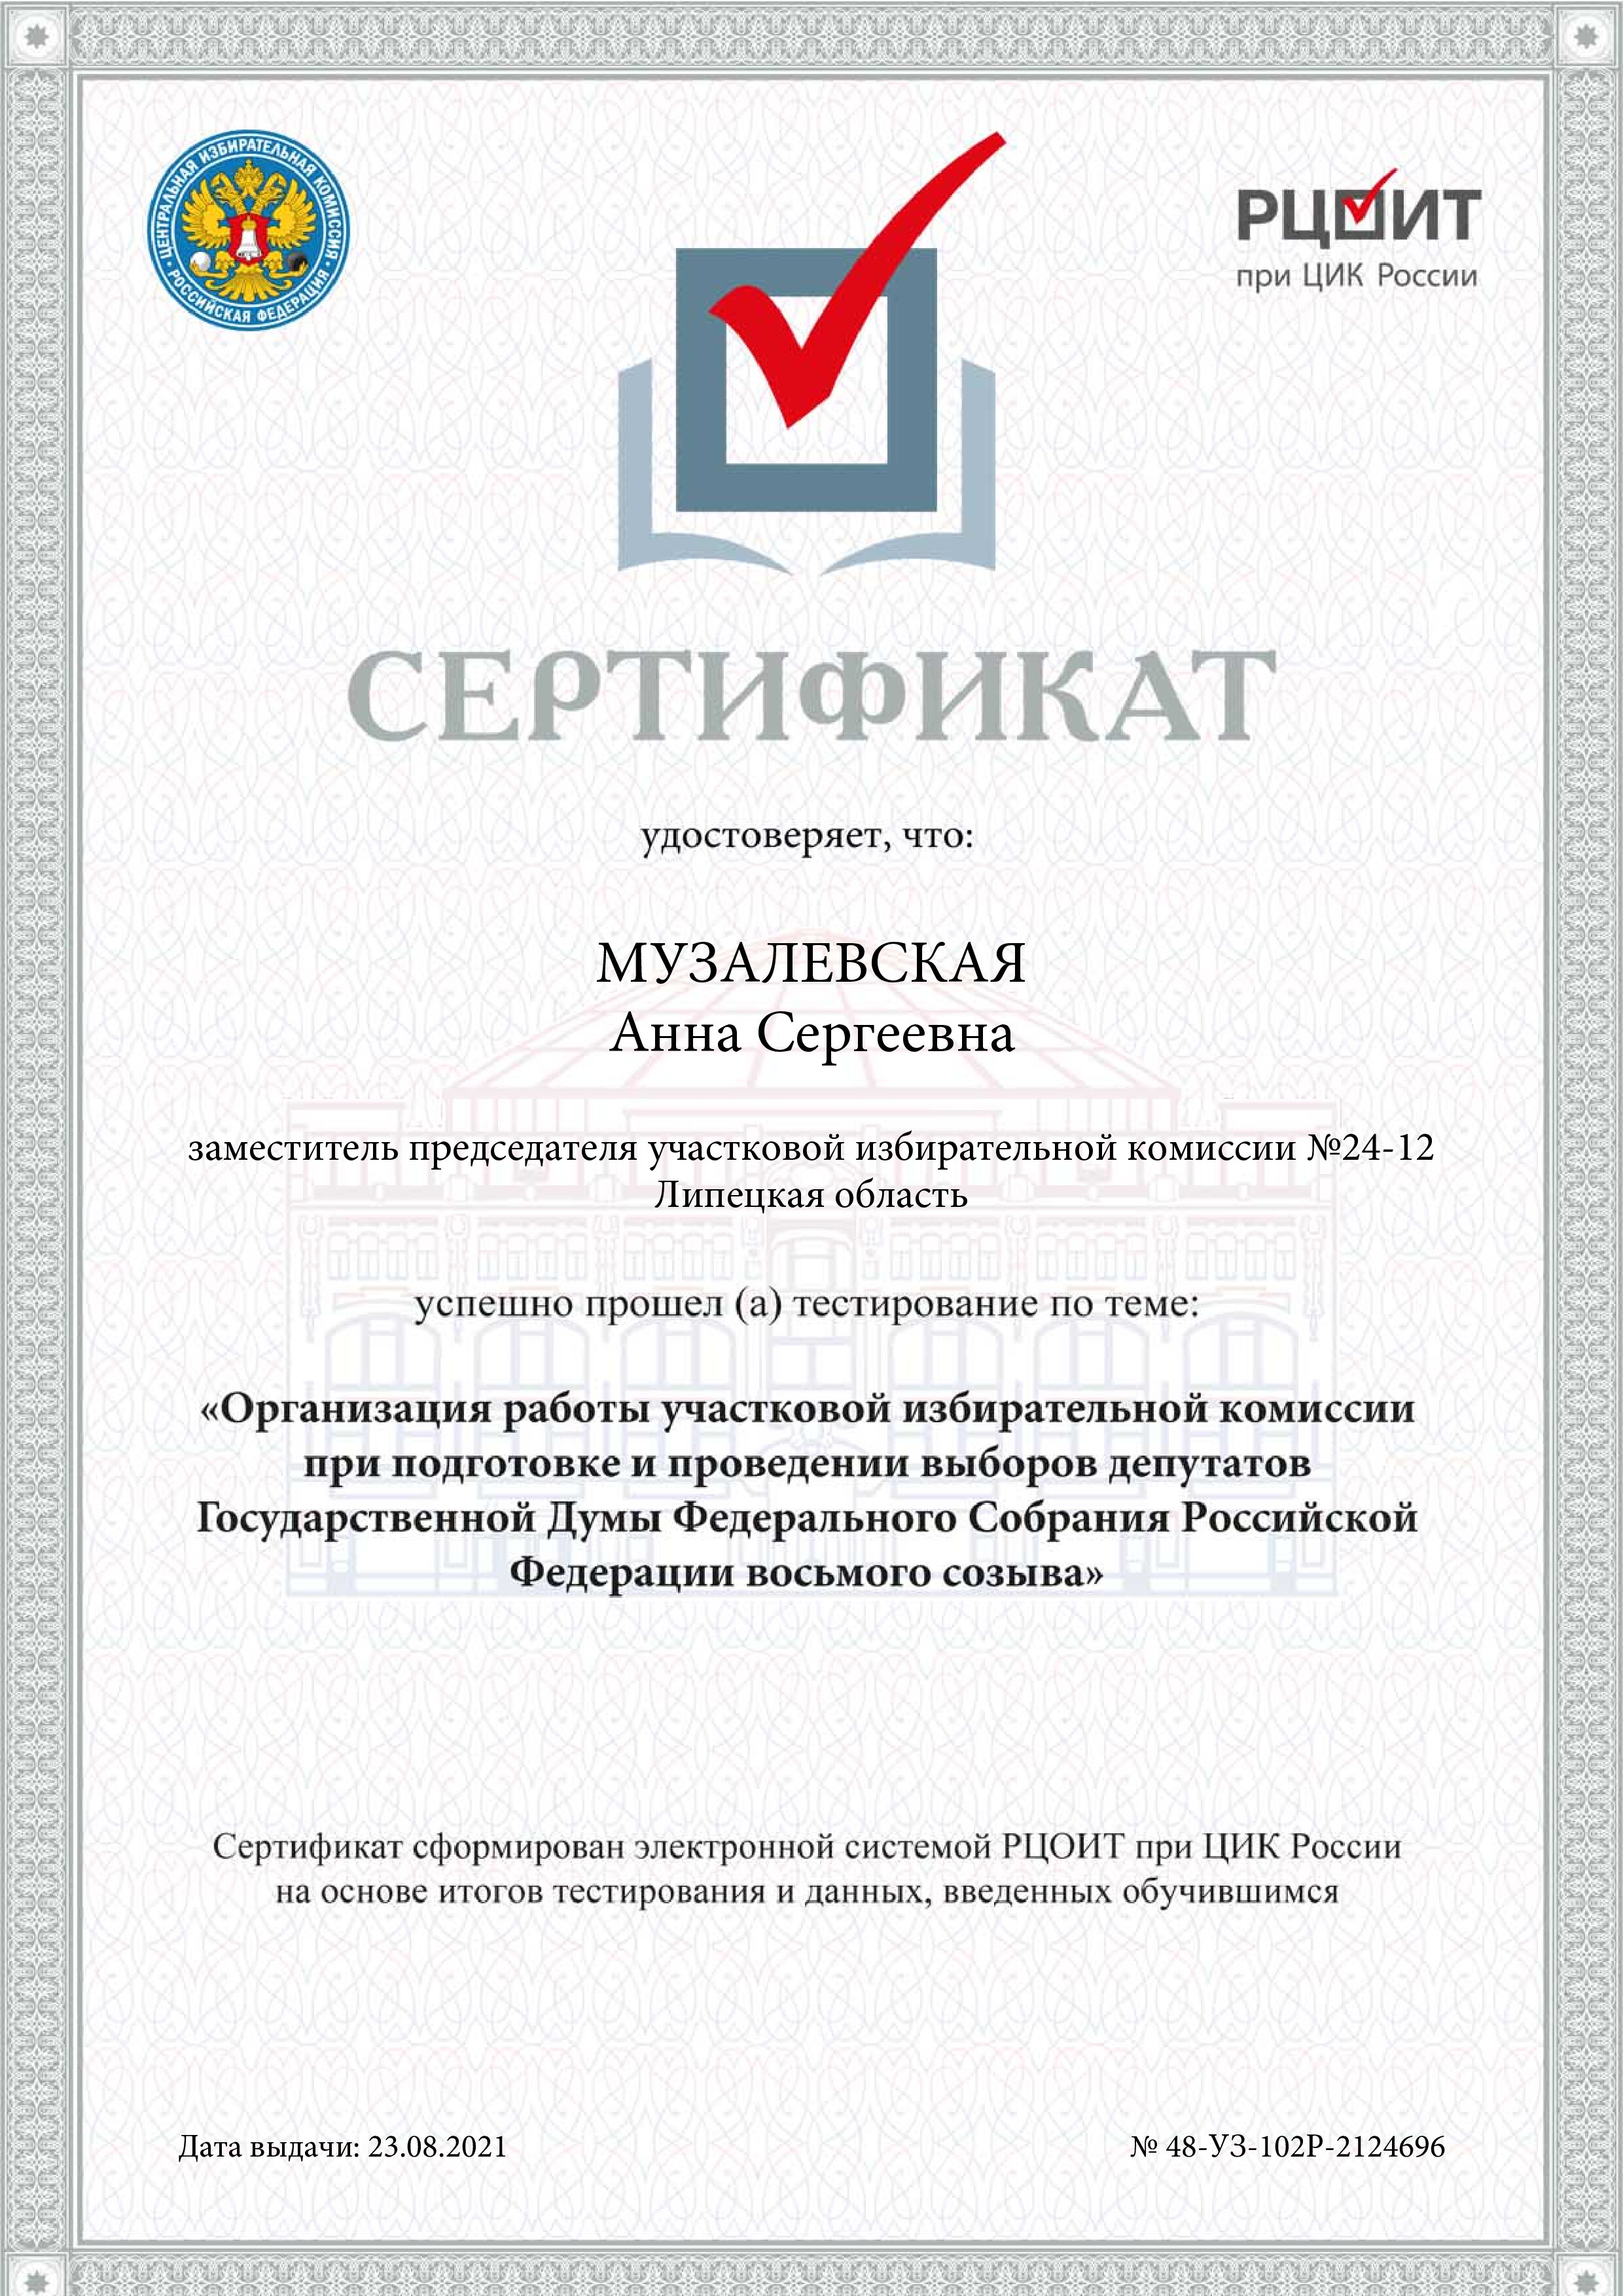 ЦЕНТРАЛЬНАЯ ИЗБИРАТЕЛЬНАЯ КОМИССИЯ
РОССИЙСКАЯ ФЕДЕРАЦИЯ
РЦОИТ
при ЦИК России
СЕРТИФИКАТ
удостоверяет, что:
МУЗАЛЕВСКАЯ
Анна Сергеевна
заместитель председателя участковой избирательной комиссии №24-12
Липецкая область
успешно прошел (а) тестирование по теме:
«Организация работы участковой избирательной комиссии
при подготовке и проведении выборов депутатов
Государственной Думы Федерального Собрания Российской
Федерации восьмого созыва»
Сертификат сформирован электронной системой РЦОИТ при ЦИК России
на основе итогов тестирования и данных, введенных обучившимся
Дата выдачи: 23.08.2021
№ 48-УЗ-102Р-2124696